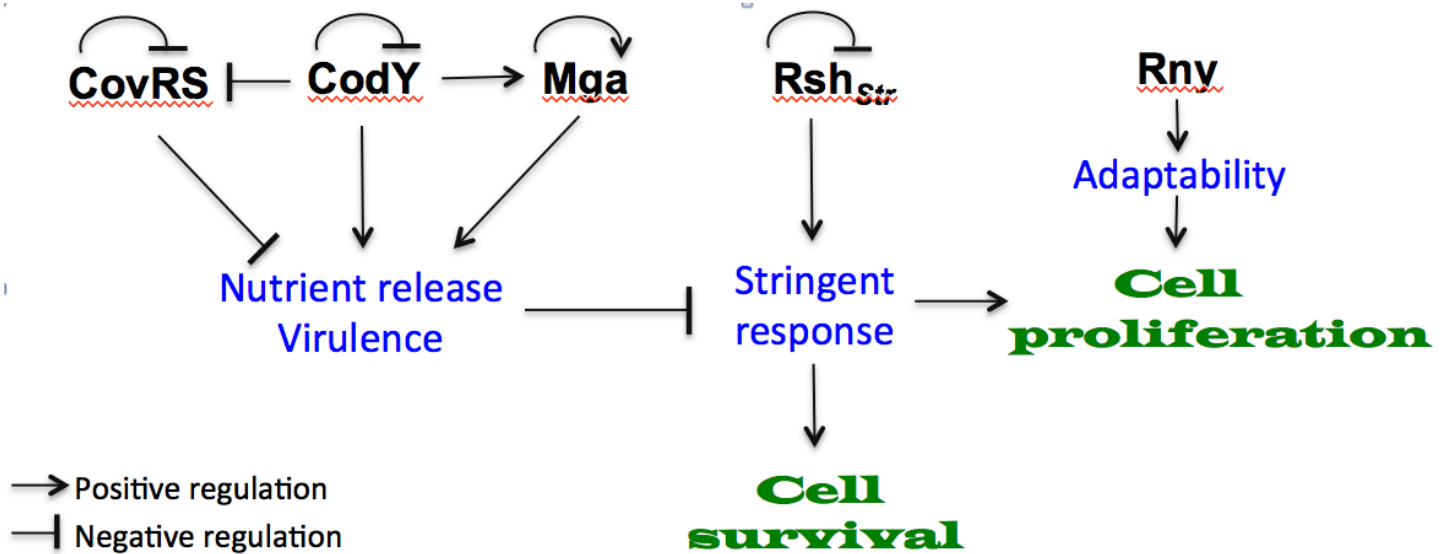 CovRS CodY Mga Rsh Str Rny
Adaptability
Nutrient release
Virulence
Stringent
response
Cell
proliferation
Positive regulation
Negative regulation
Cell
survival